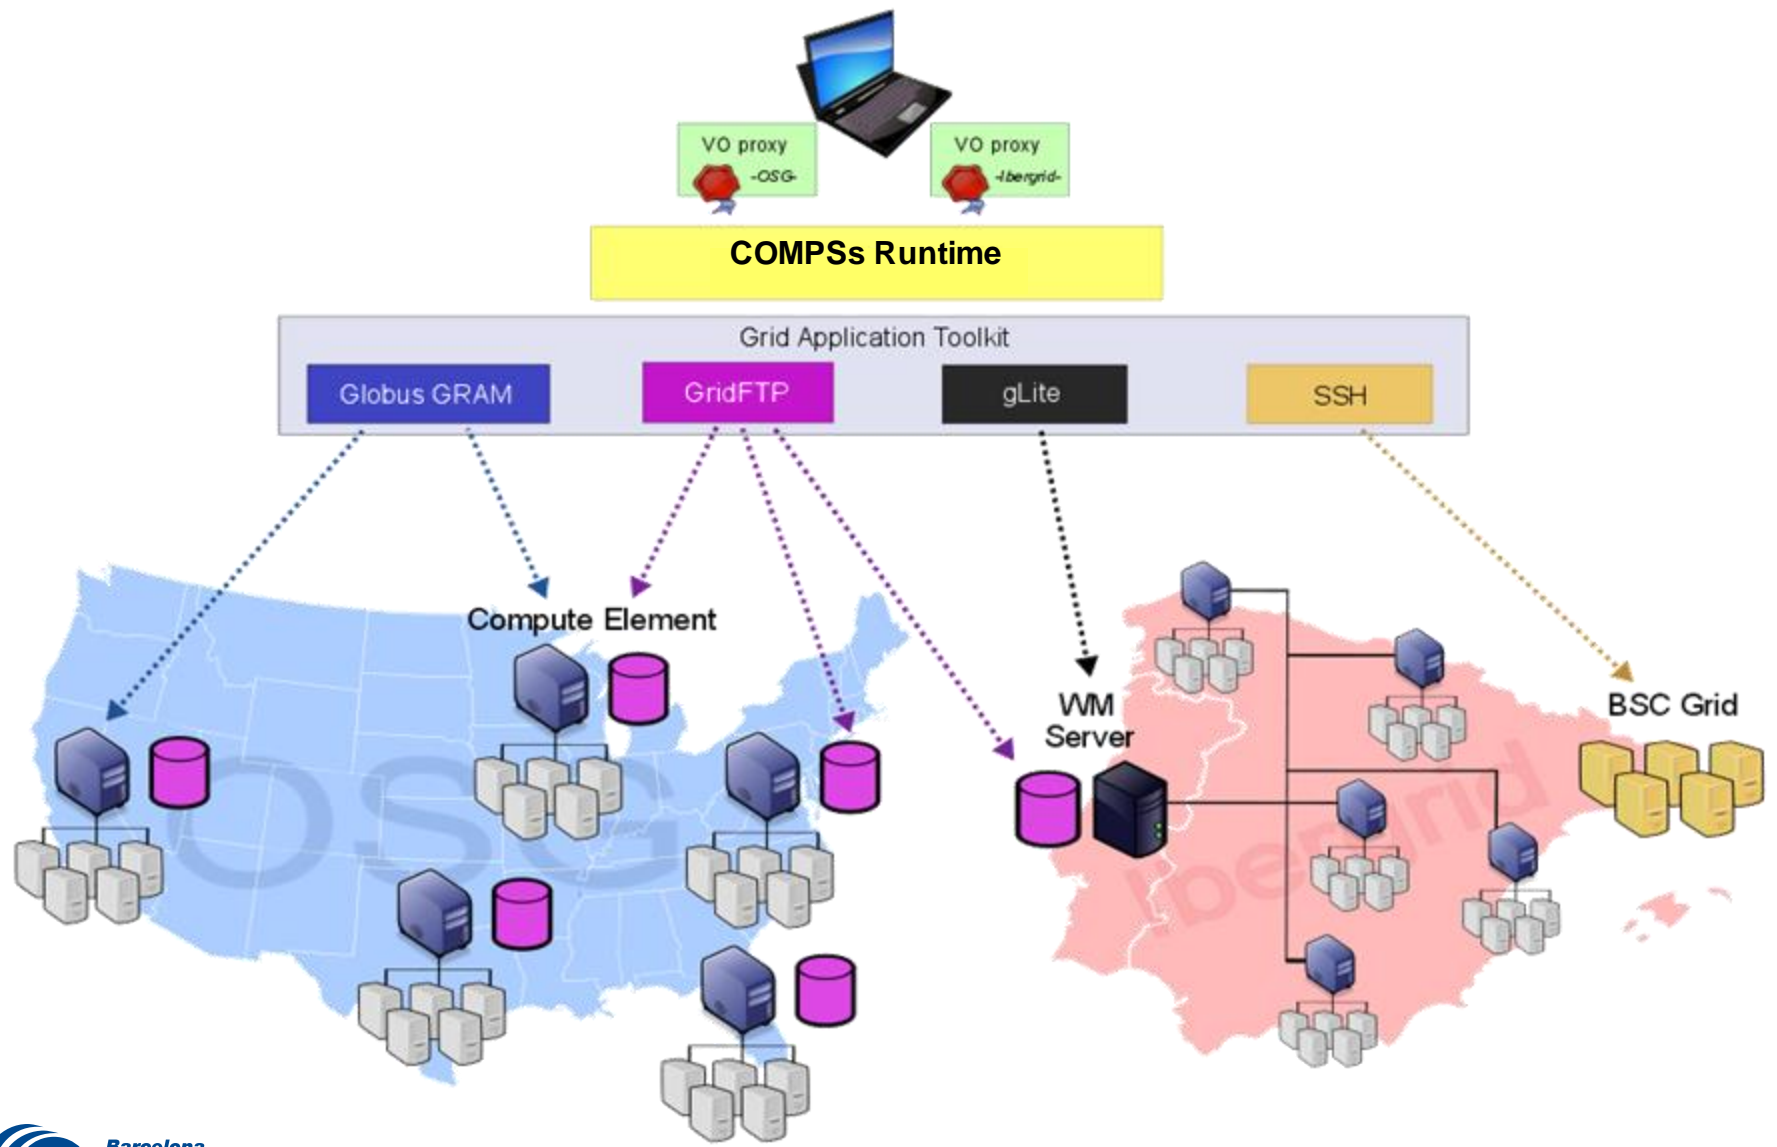 VO proxy
-OSG-
VO proxy
-Ibergrid-
COMPSs Runtime
Grid Application Toolkit
Globus GRAM
GridFTP
gLite
SSH
Compute Element
WM
Server
BSC Grid
OSG
Ibergrid
Barcelona